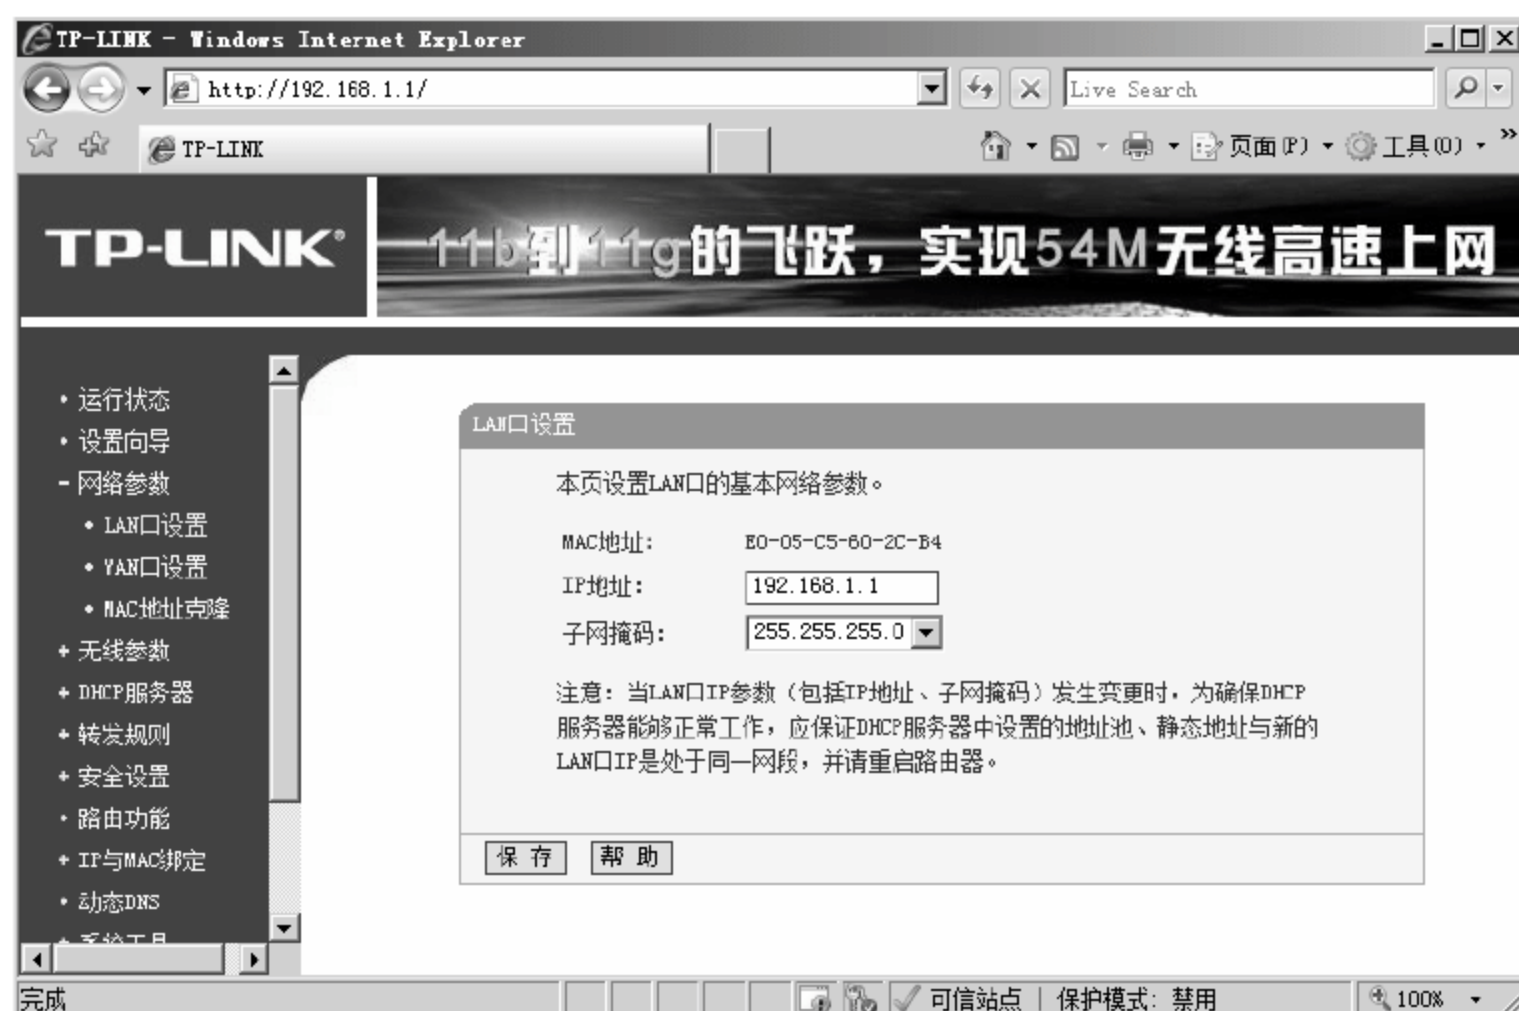 TP-LINK - Windows Internet Explorer
http://192.168.1.1/
Live Search
TP-LINK
页面(P)
工具(O)
»
TP-LINK®
11b到11g的飞跃，实现54M无线高速上网
• 运行状态
• 设置向导
- 网络参数
• LAN口设置
• WAN口设置
• MAC地址克隆
+ 无线参数
+ DHCP服务器
+ 转发规则
+ 安全设置
• 路由功能
+ IP与MAC绑定
• 动态DNS
+ 系统工具
LAN口设置
本页设置LAN口的基本网络参数。
MAC地址： E0-05-C5-60-2C-B4
IP地址： 192.168.1.1
子网掩码： 255.255.255.0
注意：当LAN口IP参数（包括IP地址、子网掩码）发生变更时，为确保DHCP
服务器能够正常工作，应保证DHCP服务器中设置的地址池、静态地址与新的
LAN口IP是处于同一网段，并请重启路由器。
保 存
帮 助
完成
可信站点 | 保护模式: 禁用
100%